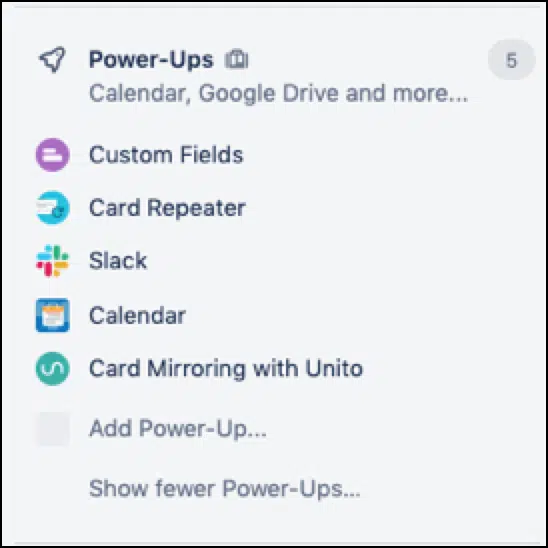 Power-Ups 5
Calendar, Google Drive and more...
Custom Fields
Card Repeater
Slack
Calendar
Card Mirroring with Unito
Add Power-Up...
Show fewer Power-Ups...